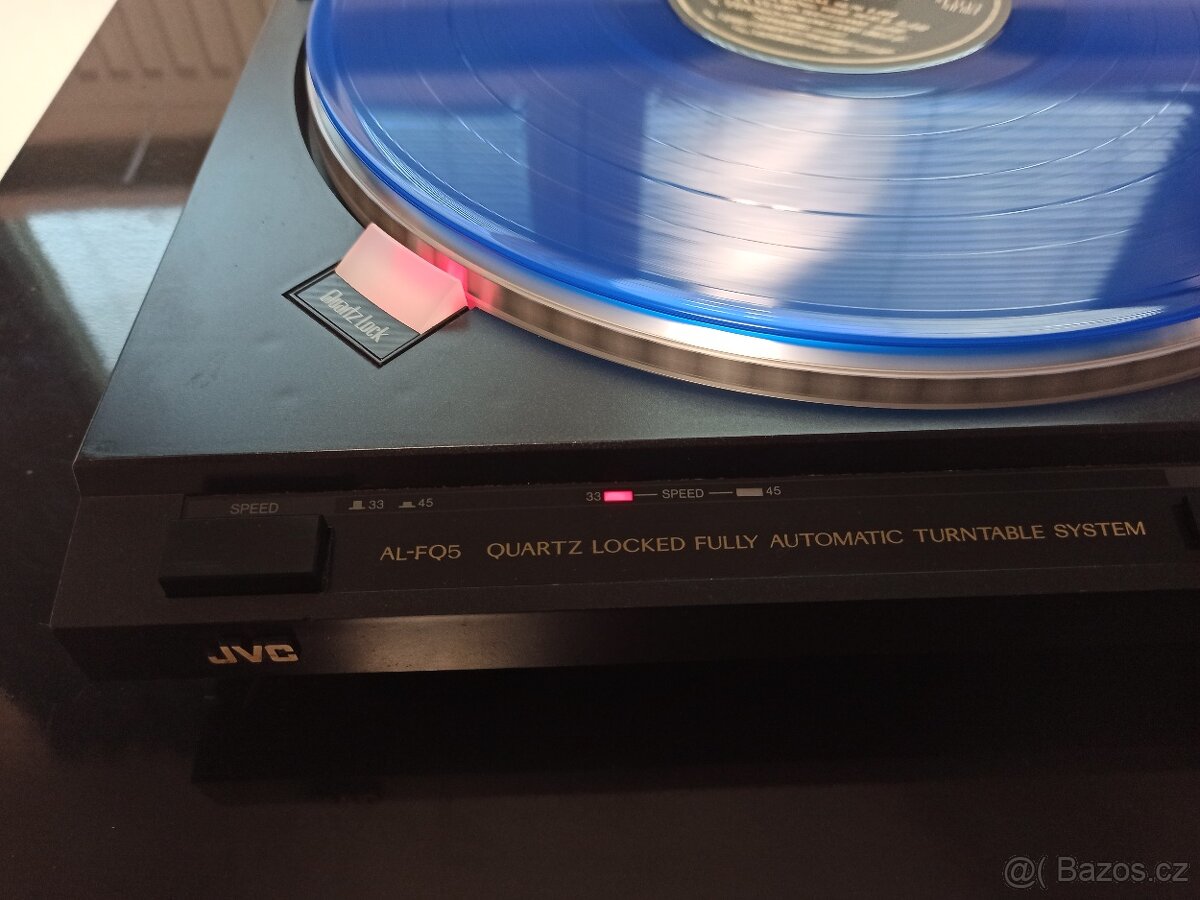 Quartz Lock
SPEED
33 45
33 SPEED 45
AL-FQ5 QUARTZ LOCKED FULLY AUTOMATIC TURNTABLE SYSTEM
JVC
@( Bazos.cz